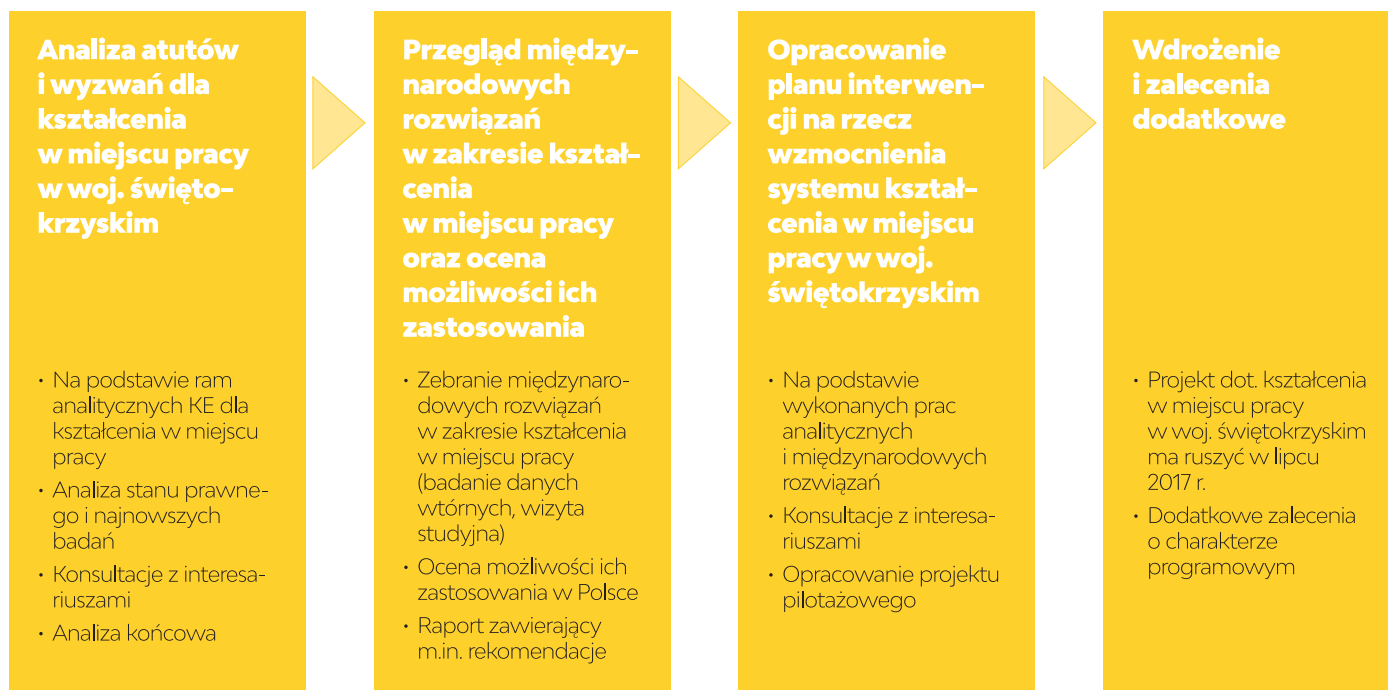 Analiza atutów
i wyzwań dla
kształcenia
w miejscu pracy
w woj. święto-
krzyskim
• Na podstawie ram
analitycznych KE dla
kształcenia w miejscu
pracy
• Analiza stanu prawne-
go i najnowszych
badań
• Konsultacje z interesa-
riuszami
• Analiza końcowa
Przegląd między-
narodowych
rozwiązań
w zakresie kształ-
cenia
w miejscu pracy
oraz ocena
możliwości ich
zastosowania
• Zebranie międzynaro-
dowych rozwiązań
w zakresie kształcenia
w miejscu pracy
(badanie danych
wtórnych, wizyta
studyjna)
• Ocena możliwości ich
zastosowania w Polsce
• Raport zawierający
m.in. rekomendacje
Opracowanie
planu interwen-
cji na rzecz
wzmocnienia
systemu kształ-
cenia w miejscu
pracy w woj.
świętokrzyskim
• Na podstawie
wykonanych prac
analitycznych
i międzynarodowych
rozwiązań
• Konsultacje z interesa-
riuszami
• Opracowanie projektu
pilotażowego
Wdrożenie
i zalecenia
dodatkowe
• Projekt dot. kształcenia
w miejscu pracy
w woj. świętokrzyskim
ma ruszyć w lipcu
2017 r.
• Dodatkowe zalecenia
o charakterze
programowym